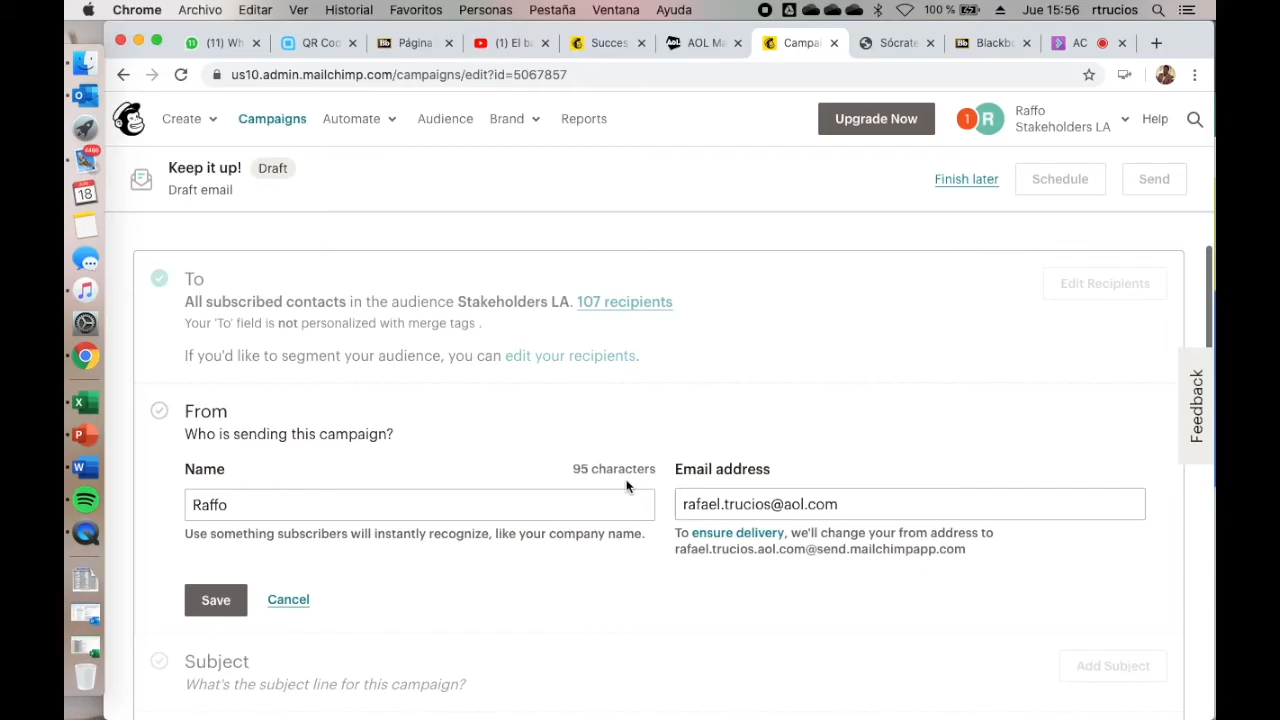 Chrome Archivo Editar Ver Historial Favoritos Personas Pestaña Ventana Ayuda 100 % Jue 15:56 rtrucios
(11) Wh QR Co Página (1) El b Succes AOL Ma Campa Sócrate Blackb AC
us10.admin.mailchimp.com/campaigns/edit?id=5067857
Create Campaigns Automate Audience Brand Reports Upgrade Now 1 R Raffo Help
Stakeholders LA
Keep it up! Draft
Draft email
Finish later Schedule Send
To
All subscribed contacts in the audience Stakeholders LA. 107 recipients
Your 'To' field is not personalized with merge tags .
If you'd like to segment your audience, you can edit your recipients.
Edit Recipients
From
Who is sending this campaign?
Name 95 characters Email address
Raffo rafael.trucios@aol.com
Use something subscribers will instantly recognize, like your company name. To ensure delivery, we'll change your from address to
rafael.trucios.aol.com@send.mailchimpapp.com
Save Cancel
Subject
What's the subject line for this campaign?
Add Subject
Feedback
18